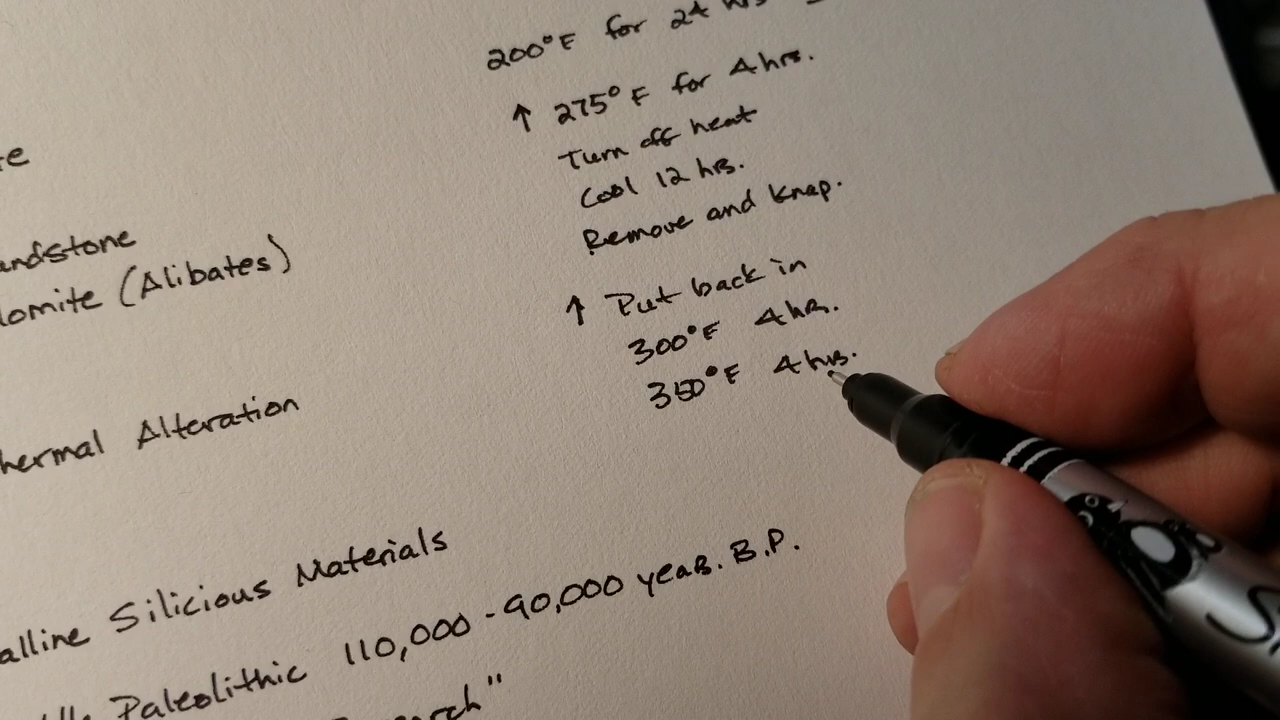 200°F for 24 hrs
↑ 275°F for 4 hrs.
Turn off heat
Cool 12 hrs.
Remove and knap.
andstone
lomite (Alibates)
↑ Put back in
300°F 4 hrs.
350°F 4 hrs.
hermal Alteration
alline Silicious Materials
Paleolithic 110,000 - 90,000 years. B.P.